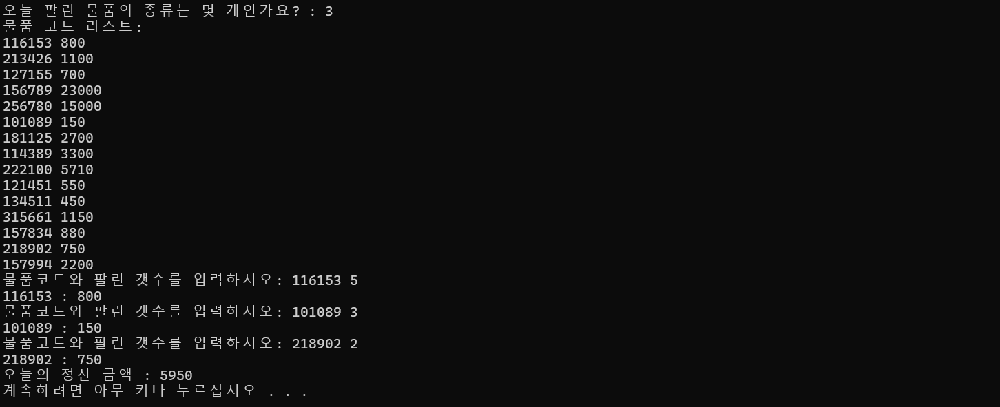 오늘 팔린 물품의 종류는 몇 개인가요? : 3
물품 코드 리스트:
116153 800
213426 1100
127155 700
156789 23000
256780 15000
101089 150
181125 2700
114389 3300
222100 5710
121451 550
134511 450
315661 1150
157834 880
218902 750
157994 2200
물품코드와 팔린 갯수를 입력하시오: 116153 5
116153 : 800
물품코드와 팔린 갯수를 입력하시오: 101089 3
101089 : 150
물품코드와 팔린 갯수를 입력하시오: 218902 2
218902 : 750
오늘의 정산 금액 : 5950
계속하려면 아무 키나 누르십시오 . . .